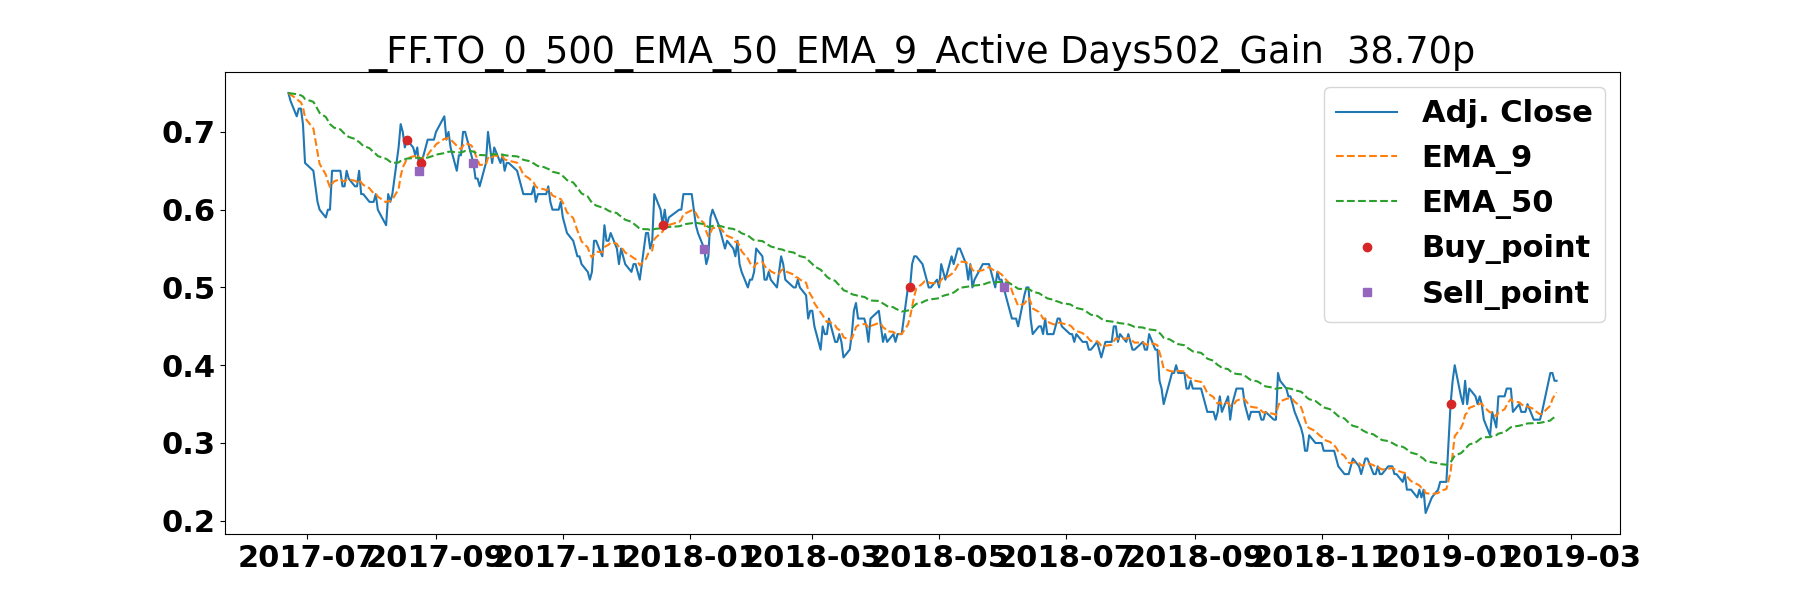 _FF.TO_0_500_EMA_50_EMA_9_Active Days502_Gain  38.70p
Adj. Close
EMA_9
EMA_50
Buy_point
Sell_point
0.7
0.6
0.5
0.4
0.3
0.2
2017-07 2017-09 2017-11 2018-01 2018-03 2018-05 2018-07 2018-09 2018-11 2019-01 2019-03